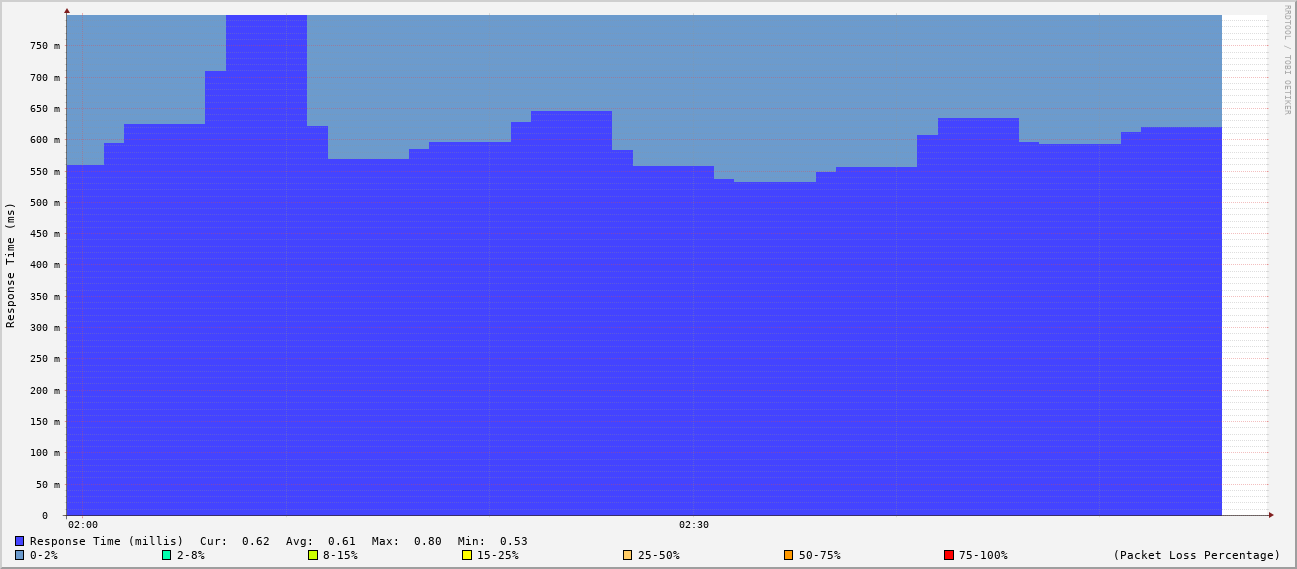 RRDTOOL / TOBI OETIKER
Response Time (ms)
750 m
700 m
650 m
600 m
550 m
500 m
450 m
400 m
350 m
300 m
250 m
200 m
150 m
100 m
50 m
0
02:00 02:30
Response Time (millis) Cur: 0.62 Avg: 0.61 Max: 0.80 Min: 0.53
0-2% 2-8% 8-15% 15-25% 25-50% 50-75% 75-100% (Packet Loss Percentage)